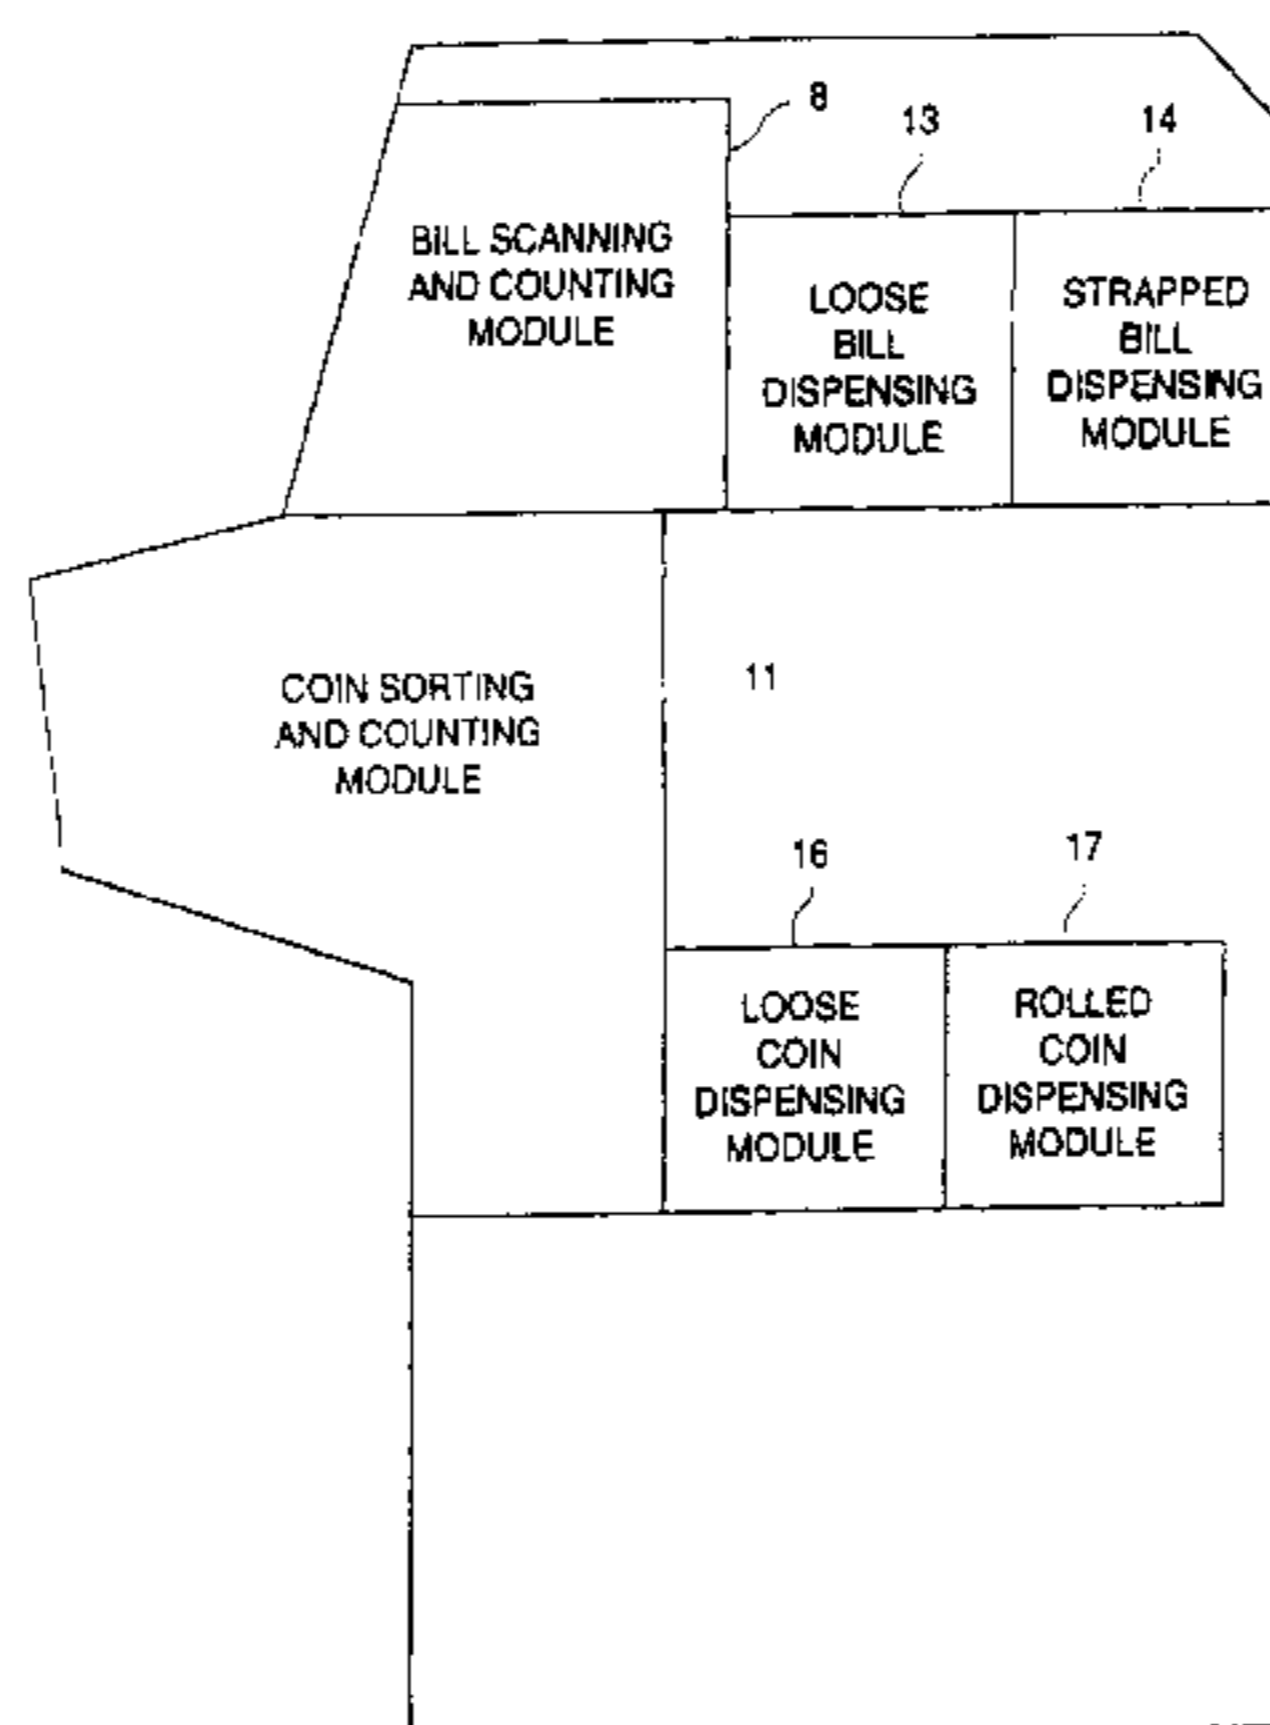 8
13
14
BILL SCANNING
AND COUNTING
MODULE
LOOSE
BILL
DISPENSING
MODULE
STRAPPED
BILL
DISPENSING
MODULE
COIN SORTING
AND COUNTING
MODULE
11
16
17
LOOSE
COIN
DISPENSING
MODULE
ROLLED
COIN
DISPENSING
MODULE